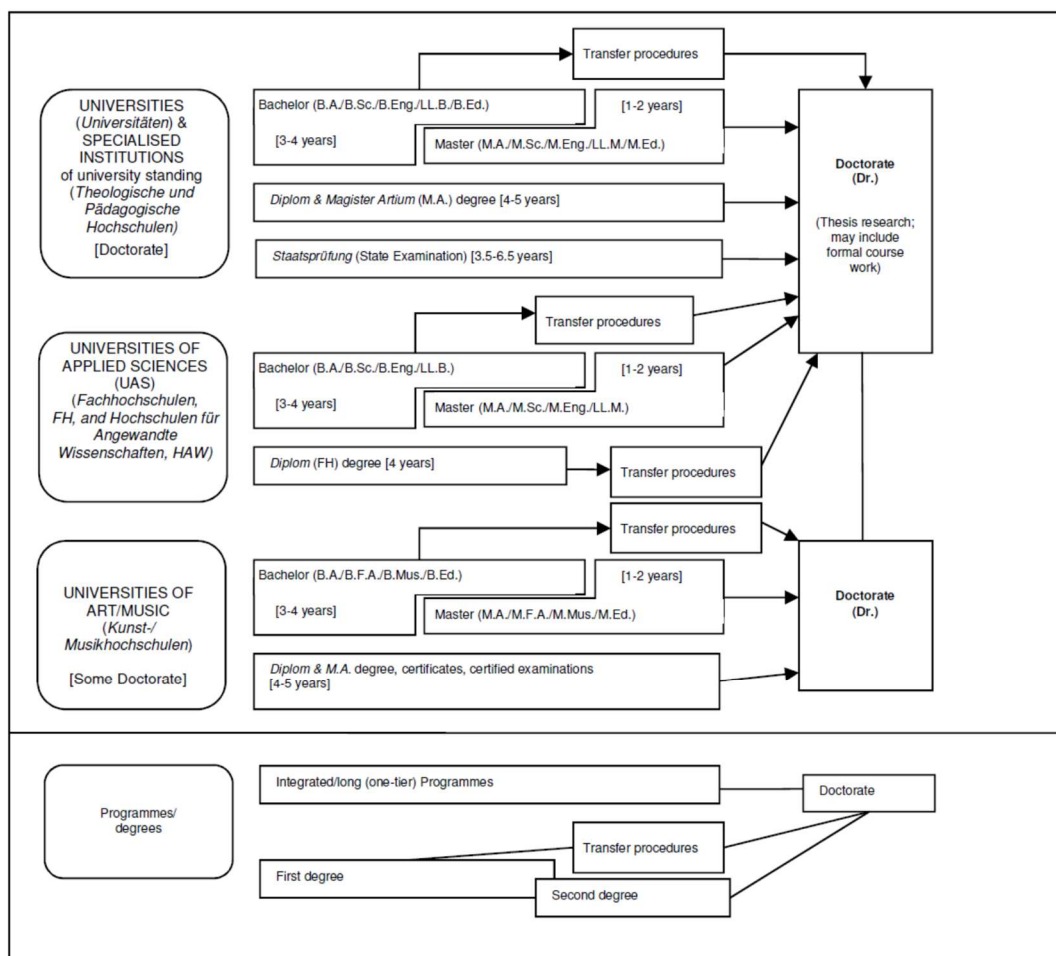 Transfer procedures
UNIVERSITIES
(Universitäten) &
SPECIALISED
INSTITUTIONS
of university standing
(Theologische und
Pädagogische
Hochschulen)
[Doctorate]
Bachelor (B.A./B.Sc./B.Eng./LL.B./B.Ed.)
[3-4 years]
[1-2 years]
Master (M.A./M.Sc./M.Eng./LL.M./M.Ed.)
Diplom & Magister Artium (M.A.) degree [4-5 years]
Staatsprüfung (State Examination) [3.5-6.5 years]
Doctorate
(Dr.)
(Thesis research;
may include
formal course
work)
UNIVERSITIES OF
APPLIED SCIENCES
(UAS)
(Fachhochschulen,
FH, and Hochschulen für
Angewandte
Wissenschaften, HAW)
Transfer procedures
Bachelor (B.A./B.Sc./B.Eng./LL.B.)
[3-4 years]
[1-2 years]
Master (M.A./M.Sc./M.Eng./LL.M.)
Diplom (FH) degree [4 years]
Transfer procedures
Transfer procedures
UNIVERSITIES OF
ART/MUSIC
(Kunst-/
Musikhochschulen)
[Some Doctorate]
Bachelor (B.A./B.F.A./B.Mus./B.Ed.)
[3-4 years]
[1-2 years]
Master (M.A./M.F.A./M.Mus./M.Ed.)
Diplom & M.A. degree, certificates, certified examinations
[4-5 years]
Doctorate
(Dr.)
Programmes/
degrees
Integrated/long (one-tier) Programmes
Doctorate
Transfer procedures
First degree
Second degree